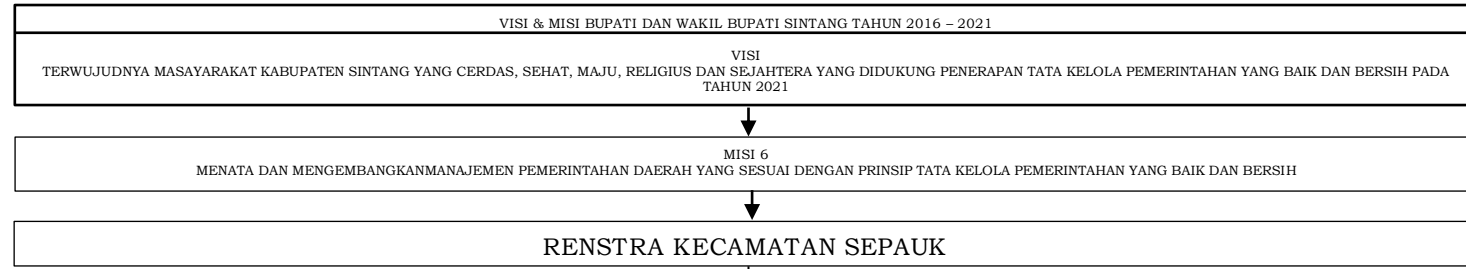 VISI & MISI BUPATI DAN WAKIL BUPATI SINTANG TAHUN 2016 – 2021
VISI
TERWUJUDNYA MASAYARAKAT KABUPATEN SINTANG YANG CERDAS, SEHAT, MAJU, RELIGIUS DAN SEJAHTERA YANG DIDUKUNG PENERAPAN TATA KELOLA PEMERINTAHAN YANG BAIK DAN BERSIH PADA
TAHUN 2021
MISI 6
MENATA DAN MENGEMBANGKANMANAJEMEN PEMERINTAHAN DAERAH YANG SESUAI DENGAN PRINSIP TATA KELOLA PEMERINTAHAN YANG BAIK DAN BERSIH
RENSTRA KECAMATAN SEPAUK